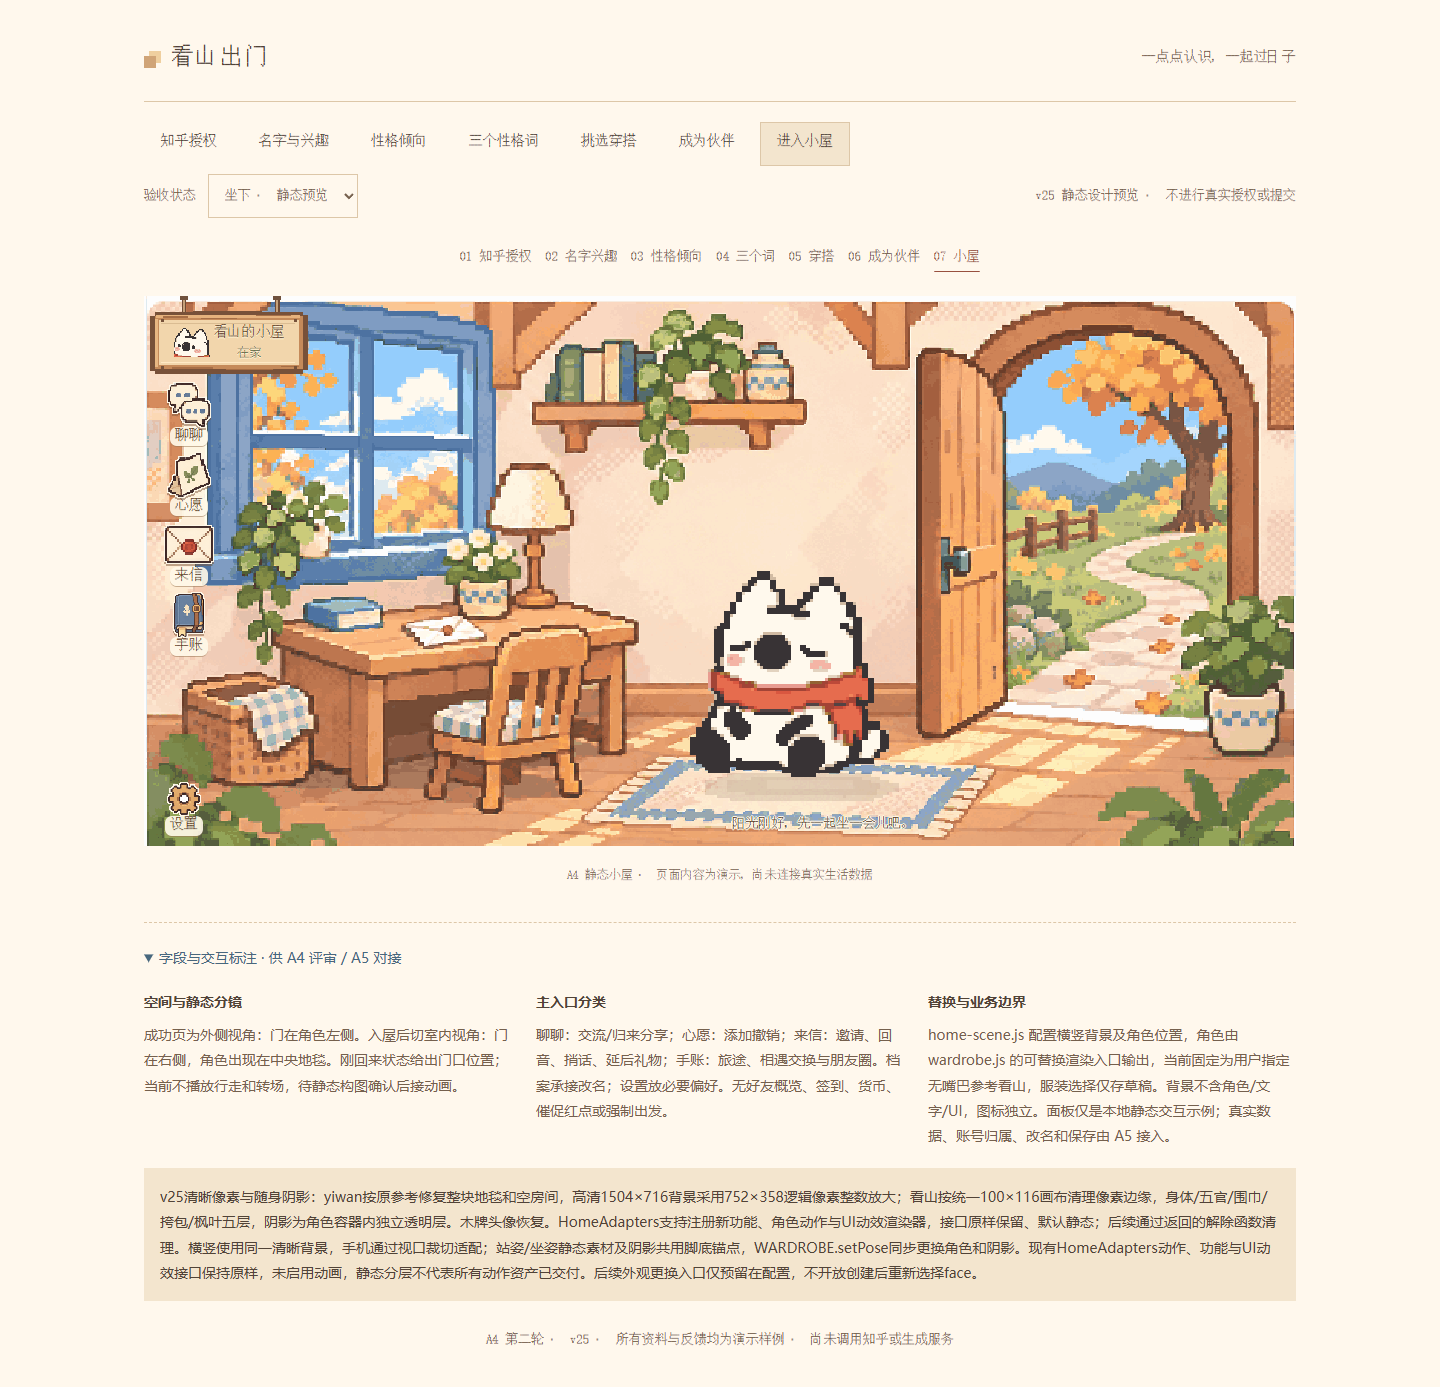 看山出门
一点点认识，一起过日子
知乎授权 名字与兴趣 性格倾向 三个性格词 挑选穿搭 成为伙伴 进入小屋
验收状态 坐下 · 静态预览
v25 静态设计预览 · 不进行真实授权或提交
01 知乎授权 02 名字兴趣 03 性格倾向 04 三个词 05 穿搭 06 成为伙伴 07 小屋
看山的小屋
在家
聊聊
心愿
来信
手账
设置
阳光刚好，先一起坐一会儿吧。
A4 静态小屋 · 页面内容为演示，尚未连接真实生活数据
▼ 字段与交互标注 · 供 A4 评审 / A5 对接
空间与静态分镜
成功页为外侧视角：门在角色左侧。入屋后切室内视角：门
在右侧，角色出现在中央地毯。刚回来状态给出门口位置；
当前不播放行走和转场，待静态构图确认后接动画。
主入口分类
聊聊：交流/归来分享；心愿：添加撤销；来信：邀请、回
音、捎话、延后礼物；手账：旅途、相遇交换与朋友圈。档
案承接改名；设置放必要偏好。无好友概览、签到、货币、
催促红点或强制出发。
替换与业务边界
home-scene.js 配置横竖背景及角色位置，角色由
wardrobe.js 的可替换渲染入口输出，当前固定为用户指定
无嘴巴参考看山，服装选择仅存草稿。背景不含角色/文
字/UI，图标独立。面板仅是本地静态交互示例；真实数
据、账号归属、改名和保存由 A5 接入。
v25清晰像素与随身阴影：yiwan按原参考修复整块地毯和空房间，高清1504×716背景采用752×358逻辑像素整数放大；看山按统一100×116画布清理像素边缘，身体/五官/围巾/
挎包/枫叶五层，阴影为角色容器内独立透明层。木牌头像恢复。HomeAdapters支持注册新功能、角色动作与UI动效渲染器，接口原样保留、默认静态；后续通过返回的解除函数清
理。横竖使用同一清晰背景，手机通过视口裁切适配；站姿/坐姿静态素材及阴影共用脚底锚点，WARDROBE.setPose同步更换角色和阴影。现有HomeAdapters动作、功能与UI动
效接口保持原样，未启用动画，静态分层不代表所有动作资产已交付。后续外观更换入口仅预留在配置，不开放创建后重新选择face。
A4 第二轮 · v25 · 所有资料与反馈均为演示样例 · 尚未调用知乎或生成服务